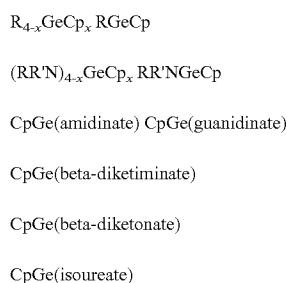 R₄₋ₓGeCpₓ RGeCp
(RR'N)₄₋ₓGeCpₓ RR'NGeCp
CpGe(amidinate) CpGe(guanidinate)
CpGe(beta-diketiminate)
CpGe(beta-diketonate)
CpGe(isoureate)